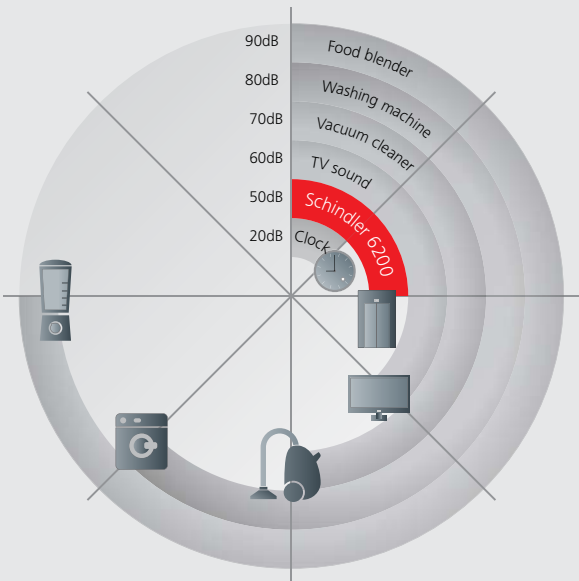 90dB
Food blender
80dB
Washing machine
70dB
Vacuum cleaner
60dB
TV sound
50dB
Schindler 6200
20dB
Clock